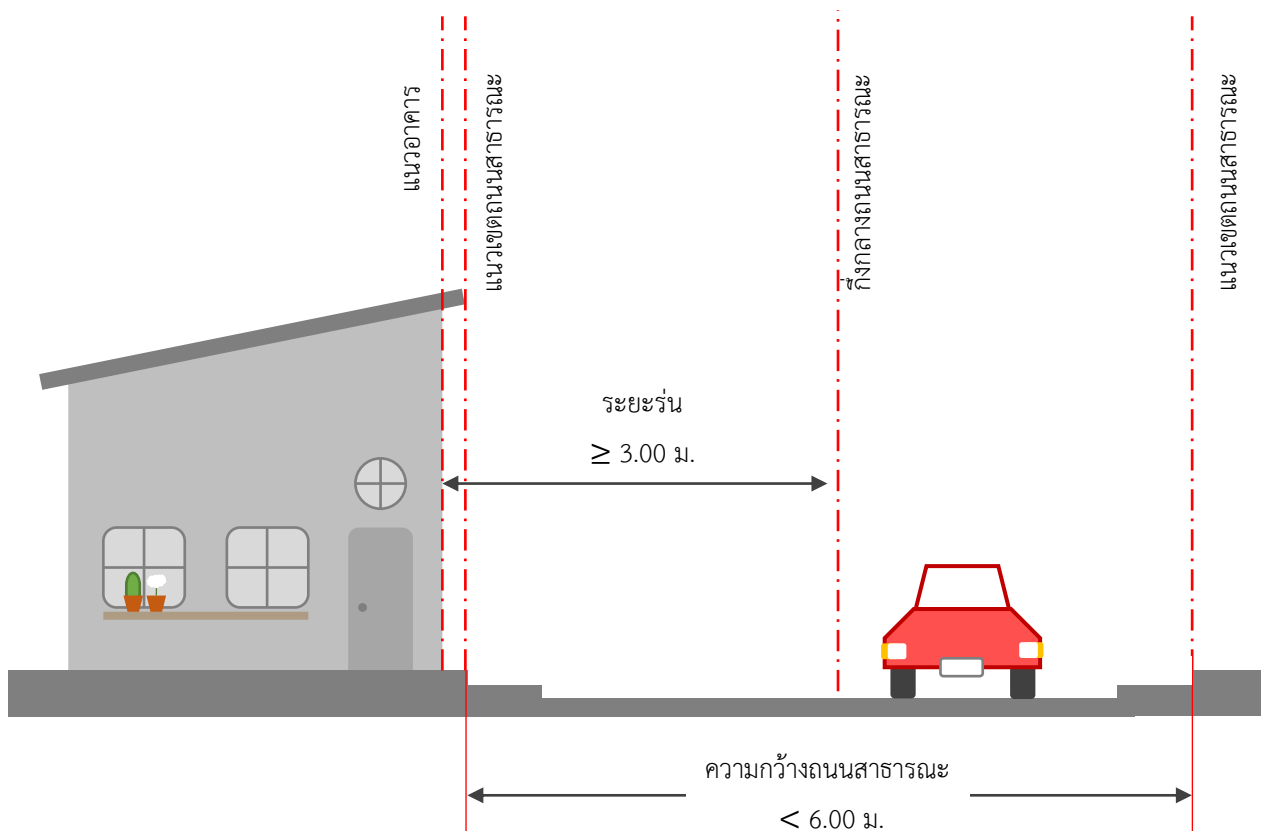 แนวอาคาร
แนวเขตถนนสาธารณะ
กึ่งกลางถนนสาธารณะ
แนวเขตถนนสาธารณะ
ระยะร่น
≥ 3.00 ม.
ความกว้างถนนสาธารณะ
< 6.00 ม.